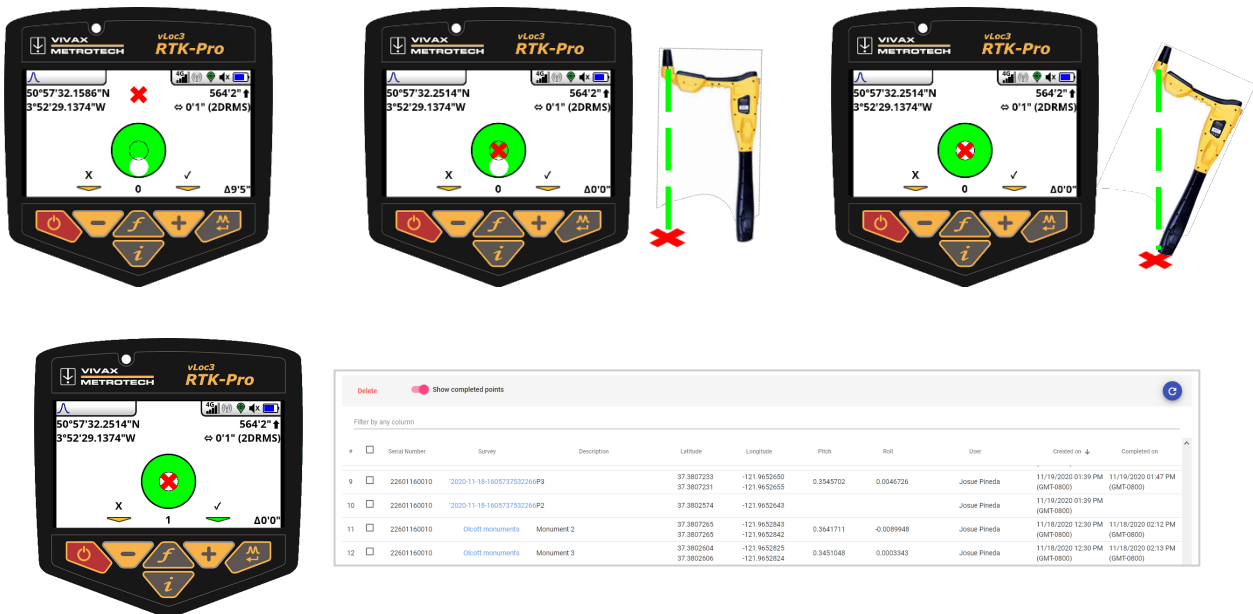 VIVAX
METROTECH
vLoc3
RTK-Pro
4G
50°57'32.1586"N
564'2"
3°52'29.1374"W
⇔ 0'1" (2DRMS)
X
✓
0
Δ9'5"
f
i
M
VIVAX
METROTECH
vLoc3
RTK-Pro
4G
50°57'32.2514"N
564'2"
3°52'29.1374"W
⇔ 0'1" (2DRMS)
X
✓
0
Δ0'0"
f
i
M
VIVAX
METROTECH
vLoc3
RTK-Pro
4G
50°57'32.2514"N
564'2"
3°52'29.1374"W
⇔ 0'1" (2DRMS)
X
✓
0
Δ0'0"
f
i
M
VIVAX
METROTECH
vLoc3
RTK-Pro
4G
50°57'32.2514"N
564'2"
3°52'29.1374"W
⇔ 0'1" (2DRMS)
X
✓
1
Δ0'0"
f
i
M
Delete Show completed points
Filter by any column
# Serial Number Survey Description Latitude Longitude Pitch Roll User Created on ↓ Completed on
9 22601160010 '2020-11-18-1605737532266 P3 37.3807233 -121.9652650 0.3545702 0.0046726 Josue Pineda 11/19/2020 01:39 PM 11/19/2020 01:47 PM
37.3807231 -121.9652655 (GMT-0800) (GMT-0800)
10 22601160010 '2020-11-18-1605737532266 P2 37.3802574 -121.9652643 Josue Pineda 11/19/2020 01:39 PM
(GMT-0800)
11 22601160010 Olcott monuments Monument 2 37.3807265 -121.9652843 0.3641711 -0.0089948 Josue Pineda 11/18/2020 12:30 PM 11/18/2020 02:12 PM
37.3807265 -121.9652842 (GMT-0800) (GMT-0800)
12 22601160010 Olcott monuments Monument 3 37.3802604 -121.9652825 0.3451048 0.0003343 Josue Pineda 11/18/2020 12:30 PM 11/18/2020 02:13 PM
37.3802606 -121.9652824 (GMT-0800) (GMT-0800)